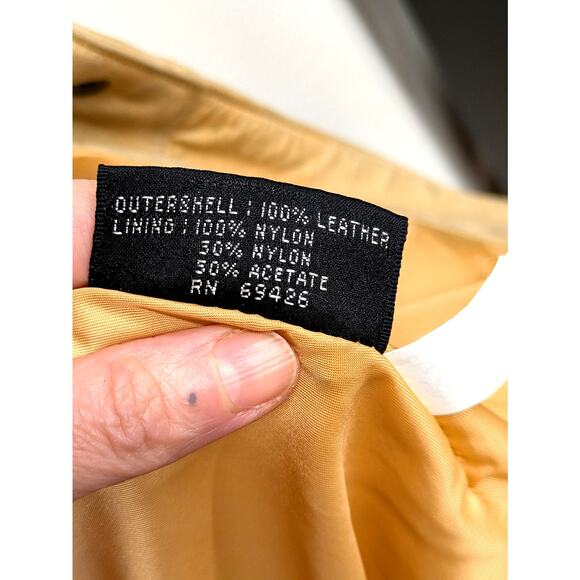 OUTERSHELL : 100% LEATHER
LINING : 100% NYLON
50% NYLON
50% ACETATE
RN 69426